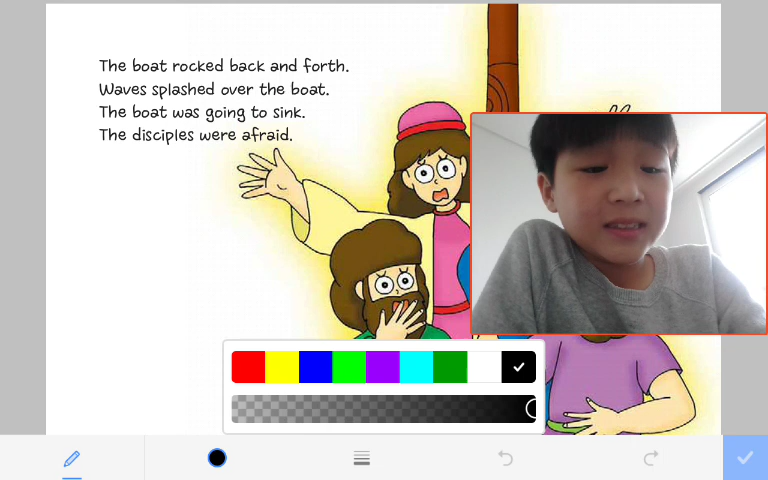 The boat rocked back and forth.
Waves splashed over the boat.
The boat was going to sink.
The disciples were afraid.